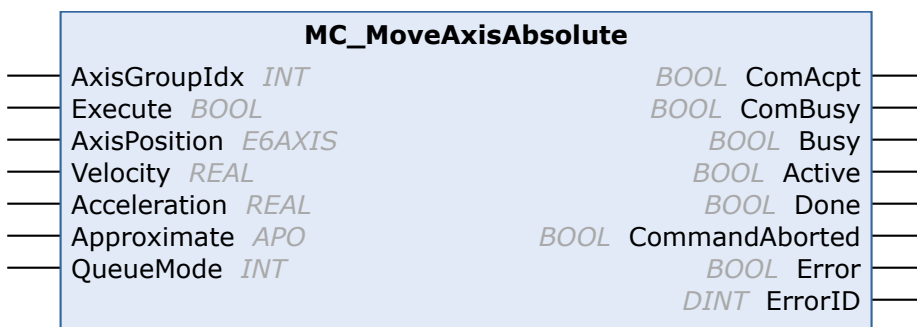 MC_MoveAxisAbsolute
AxisGroupIdx INT BOOL ComAcpt
Execute BOOL BOOL ComBusy
AxisPosition E6AXIS BOOL Busy
Velocity REAL BOOL Active
Acceleration REAL BOOL Done
Approximate APO BOOL CommandAborted
QueueMode INT BOOL Error
DINT ErrorID